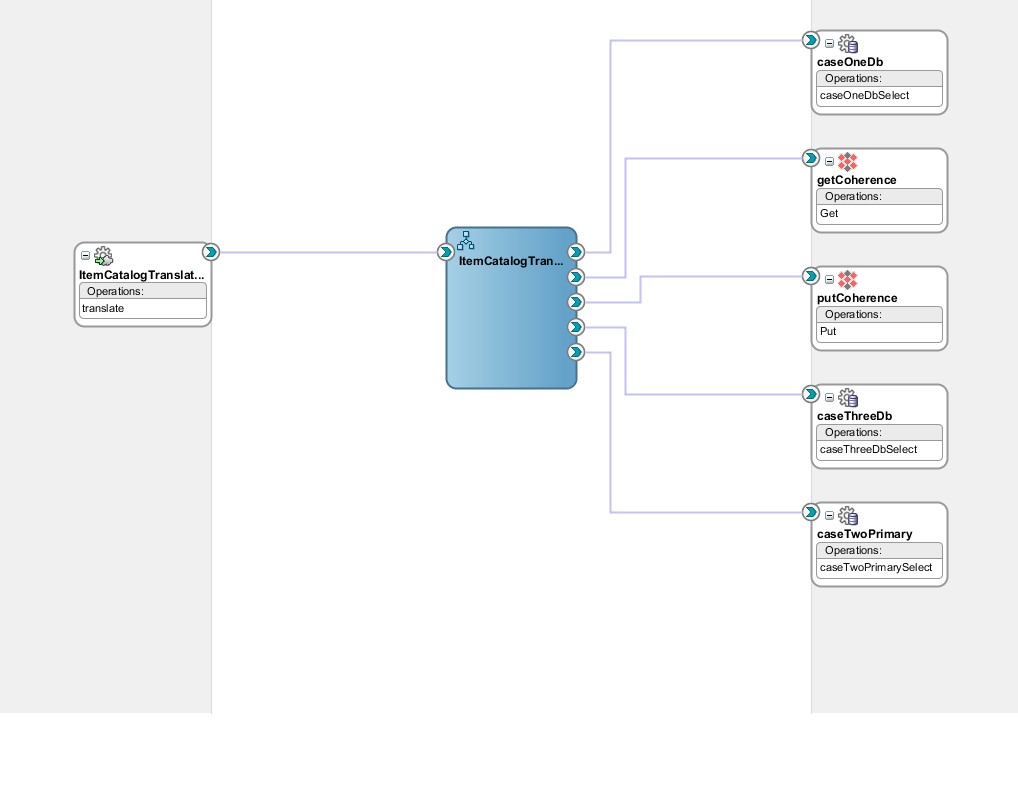 caseOneDb
Operations:
caseOneDbSelect
getCoherence
Operations:
Get
ItemCatalogTranslat...
Operations:
translate
ItemCatalogTran...
putCoherence
Operations:
Put
caseThreeDb
Operations:
caseThreeDbSelect
caseTwoPrimary
Operations:
caseTwoPrimarySelect